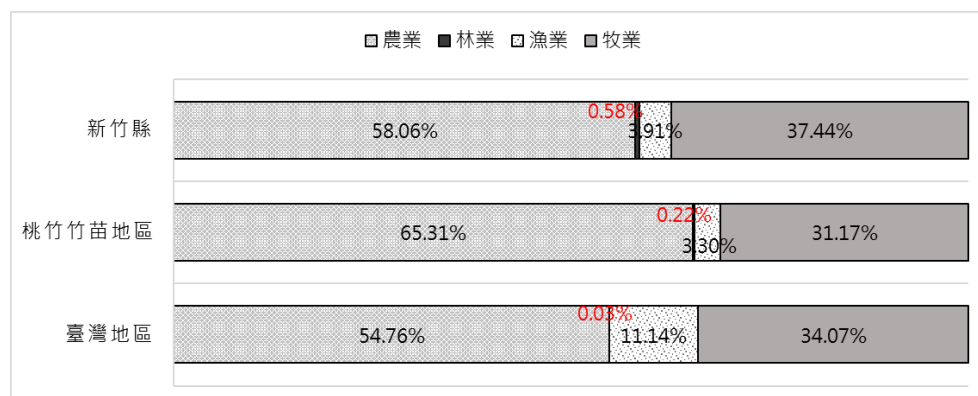 農業 林業 漁業 牧業
新竹縣 58.06% 0.58% 3.91% 37.44%
桃竹竹苗地區 65.31% 0.22% 3.30% 31.17%
臺灣地區 54.76% 0.03% 11.14% 34.07%